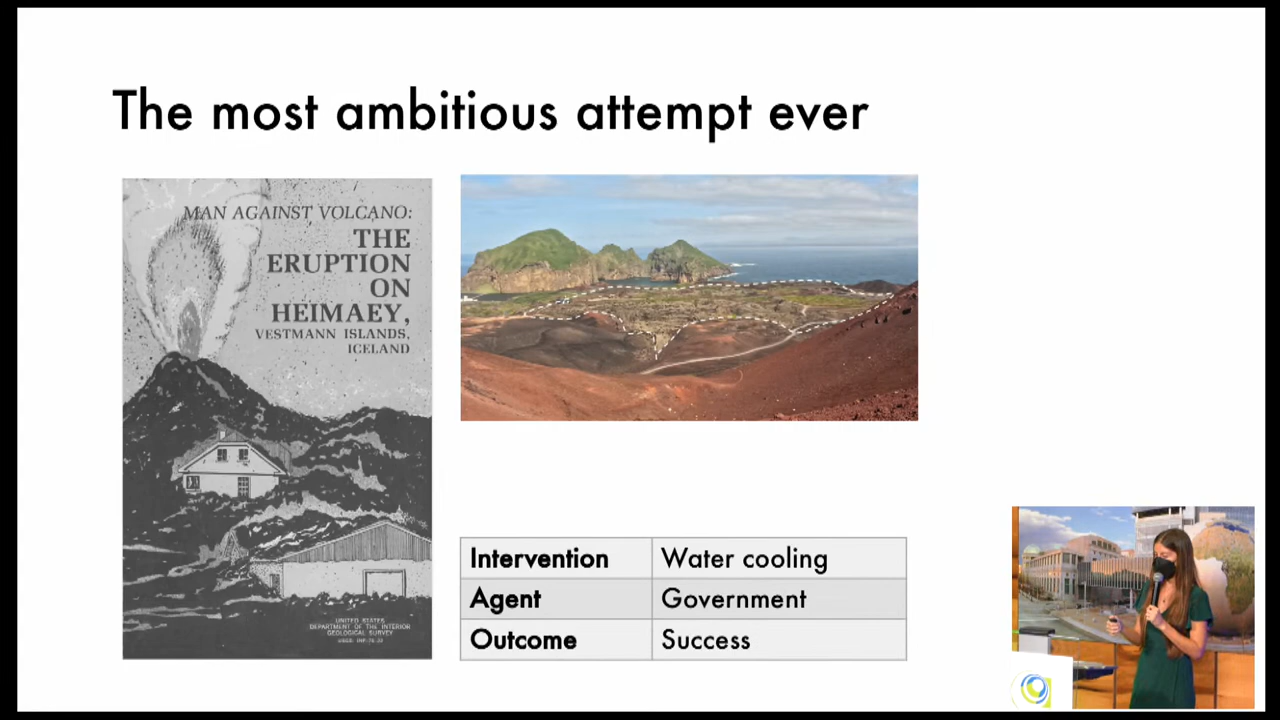 The most ambitious attempt ever
MAN AGAINST VOLCANO:
THE
ERUPTION
ON
HEIMAEY,
VESTMANN ISLANDS,
ICELAND
UNITED STATES
DEPARTMENT OF THE INTERIOR
GEOLOGICAL SURVEY
Intervention Water cooling
Agent Government
Outcome Success